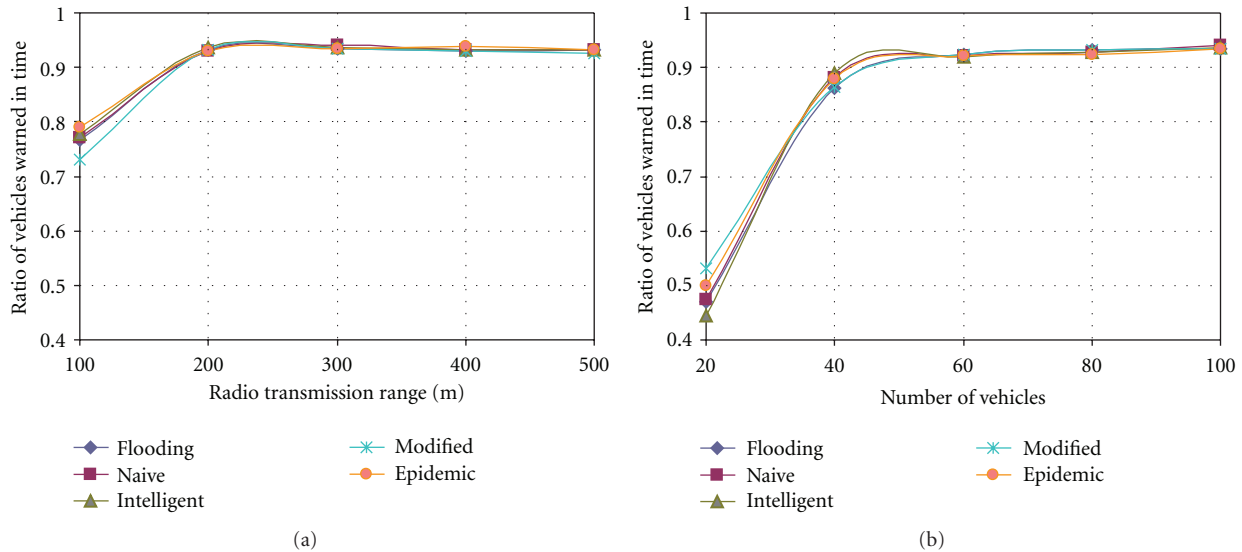 1
0.9
0.8
0.7
0.6
0.5
0.4
100
200
300
400
500
Ratio of vehicles warned in time
Radio transmission range (m)
Flooding
Naive
Intelligent
Modified
Epidemic
(a)
1
0.9
0.8
0.7
0.6
0.5
0.4
20
40
60
80
100
Ratio of vehicles warned in time
Number of vehicles
Flooding
Naive
Intelligent
Modified
Epidemic
(b)